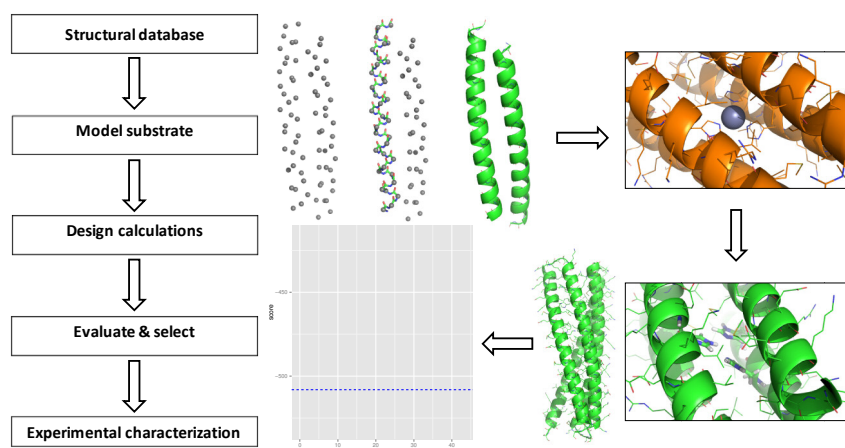 Structural database
Model substrate
Design calculations
Evaluate & select
Experimental characterization
score
−450
−500
0
10
20
30
40